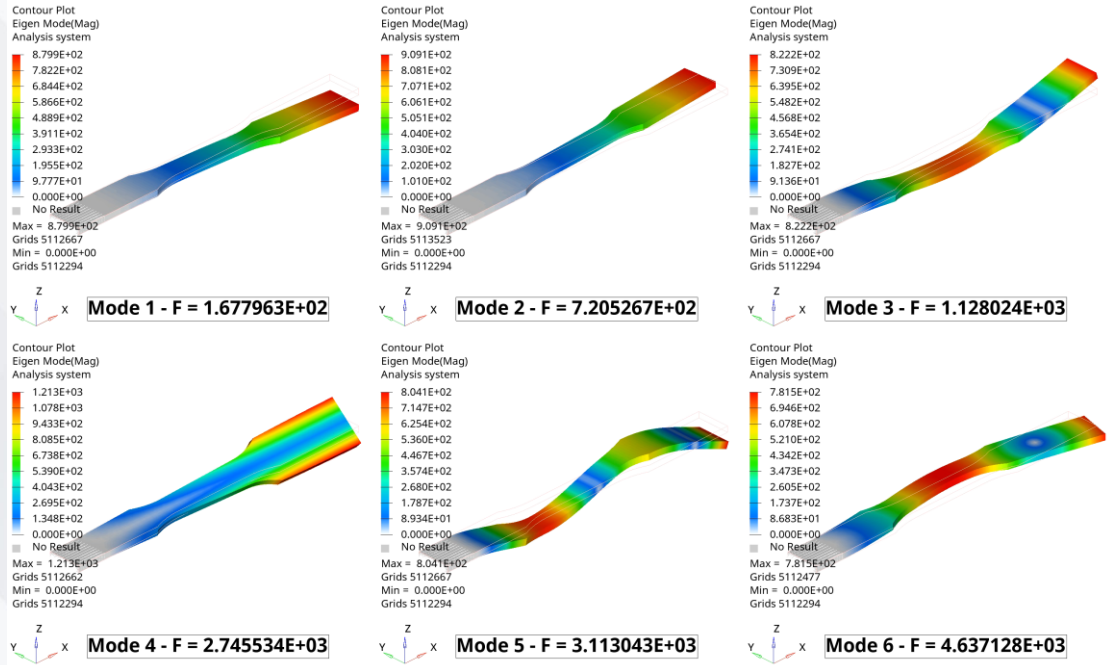 Contour Plot
Eigen Mode(Mag)
Analysis system
8.799E+02
7.822E+02
6.844E+02
5.866E+02
4.889E+02
3.911E+02
2.933E+02
1.955E+02
9.777E+01
0.000E+00
No Result
Max = 8.799E+02
Grids 5112667
Min = 0.000E+00
Grids 5112294
Z
Y X
Mode 1 - F = 1.677963E+02
Contour Plot
Eigen Mode(Mag)
Analysis system
9.091E+02
8.081E+02
7.071E+02
6.061E+02
5.051E+02
4.040E+02
3.030E+02
2.020E+02
1.010E+02
0.000E+00
No Result
Max = 9.091E+02
Grids 5113523
Min = 0.000E+00
Grids 5112294
Z
Y X
Mode 2 - F = 7.205267E+02
Contour Plot
Eigen Mode(Mag)
Analysis system
8.222E+02
7.309E+02
6.395E+02
5.482E+02
4.568E+02
3.654E+02
2.741E+02
1.827E+02
9.136E+01
0.000E+00
No Result
Max = 8.222E+02
Grids 5112667
Min = 0.000E+00
Grids 5112294
Z
Y X
Mode 3 - F = 1.128024E+03
Contour Plot
Eigen Mode(Mag)
Analysis system
1.213E+03
1.078E+03
9.433E+02
8.085E+02
6.738E+02
5.390E+02
4.043E+02
2.695E+02
1.348E+02
0.000E+00
No Result
Max = 1.213E+03
Grids 5112662
Min = 0.000E+00
Grids 5112294
Z
Y X
Mode 4 - F = 2.745534E+03
Contour Plot
Eigen Mode(Mag)
Analysis system
8.041E+02
7.147E+02
6.254E+02
5.360E+02
4.467E+02
3.574E+02
2.680E+02
1.787E+02
8.934E+01
0.000E+00
No Result
Max = 8.041E+02
Grids 5112667
Min = 0.000E+00
Grids 5112294
Z
Y X
Mode 5 - F = 3.113043E+03
Contour Plot
Eigen Mode(Mag)
Analysis system
7.815E+02
6.946E+02
6.078E+02
5.210E+02
4.342E+02
3.473E+02
2.605E+02
1.737E+02
8.683E+01
0.000E+00
No Result
Max = 7.815E+02
Grids 5112477
Min = 0.000E+00
Grids 5112294
Z
Y X
Mode 6 - F = 4.637128E+03